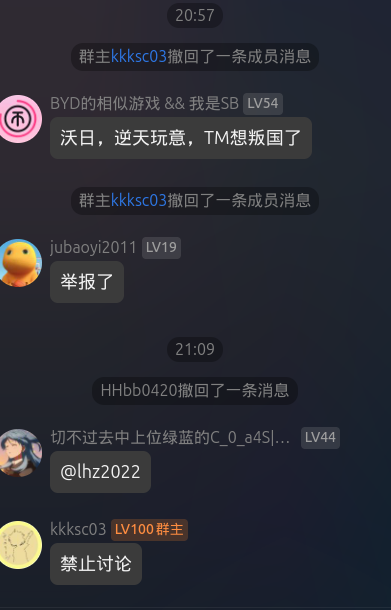 20:57
群主kkksc03撤回了一条成员消息
BYD的相似游戏 && 我是SB LV54
沃日，逆天玩意，TM想叛国了
群主kkksc03撤回了一条成员消息
jubaoyi2011 LV19
举报了
21:09
HHbb0420撤回了一条消息
切不过去中上位绿蓝的C_0_a4S|... LV44
@lhz2022
kkksc03 LV100 群主
禁止讨论